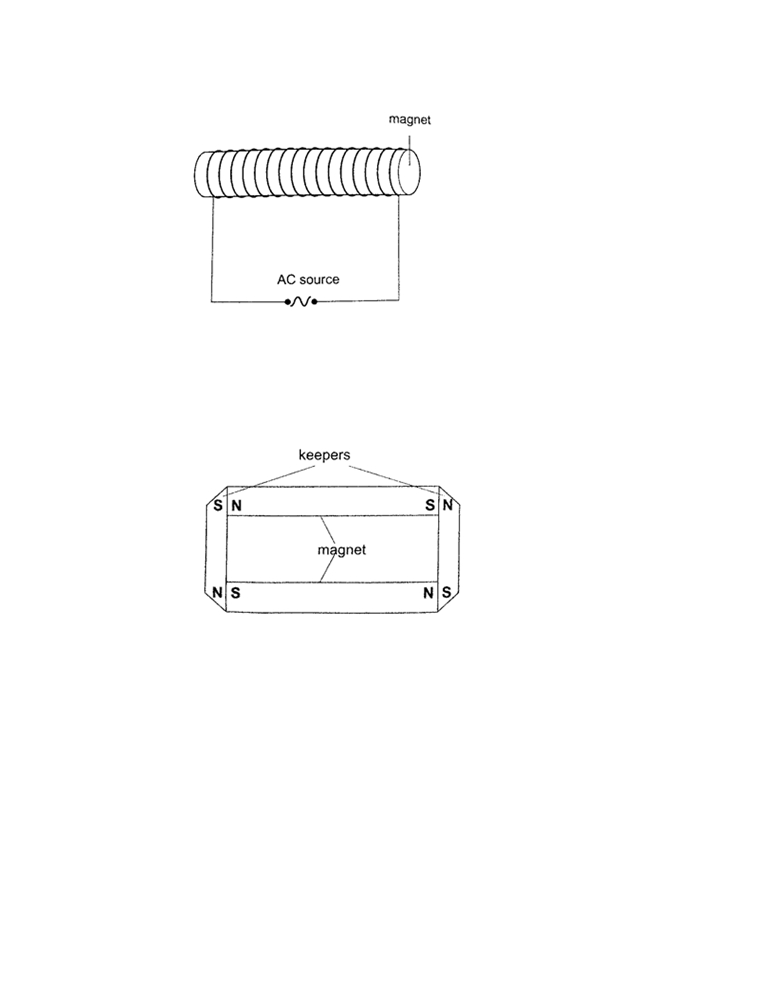 magnet
AC source
keepers
S N S N
magnet
N S N S